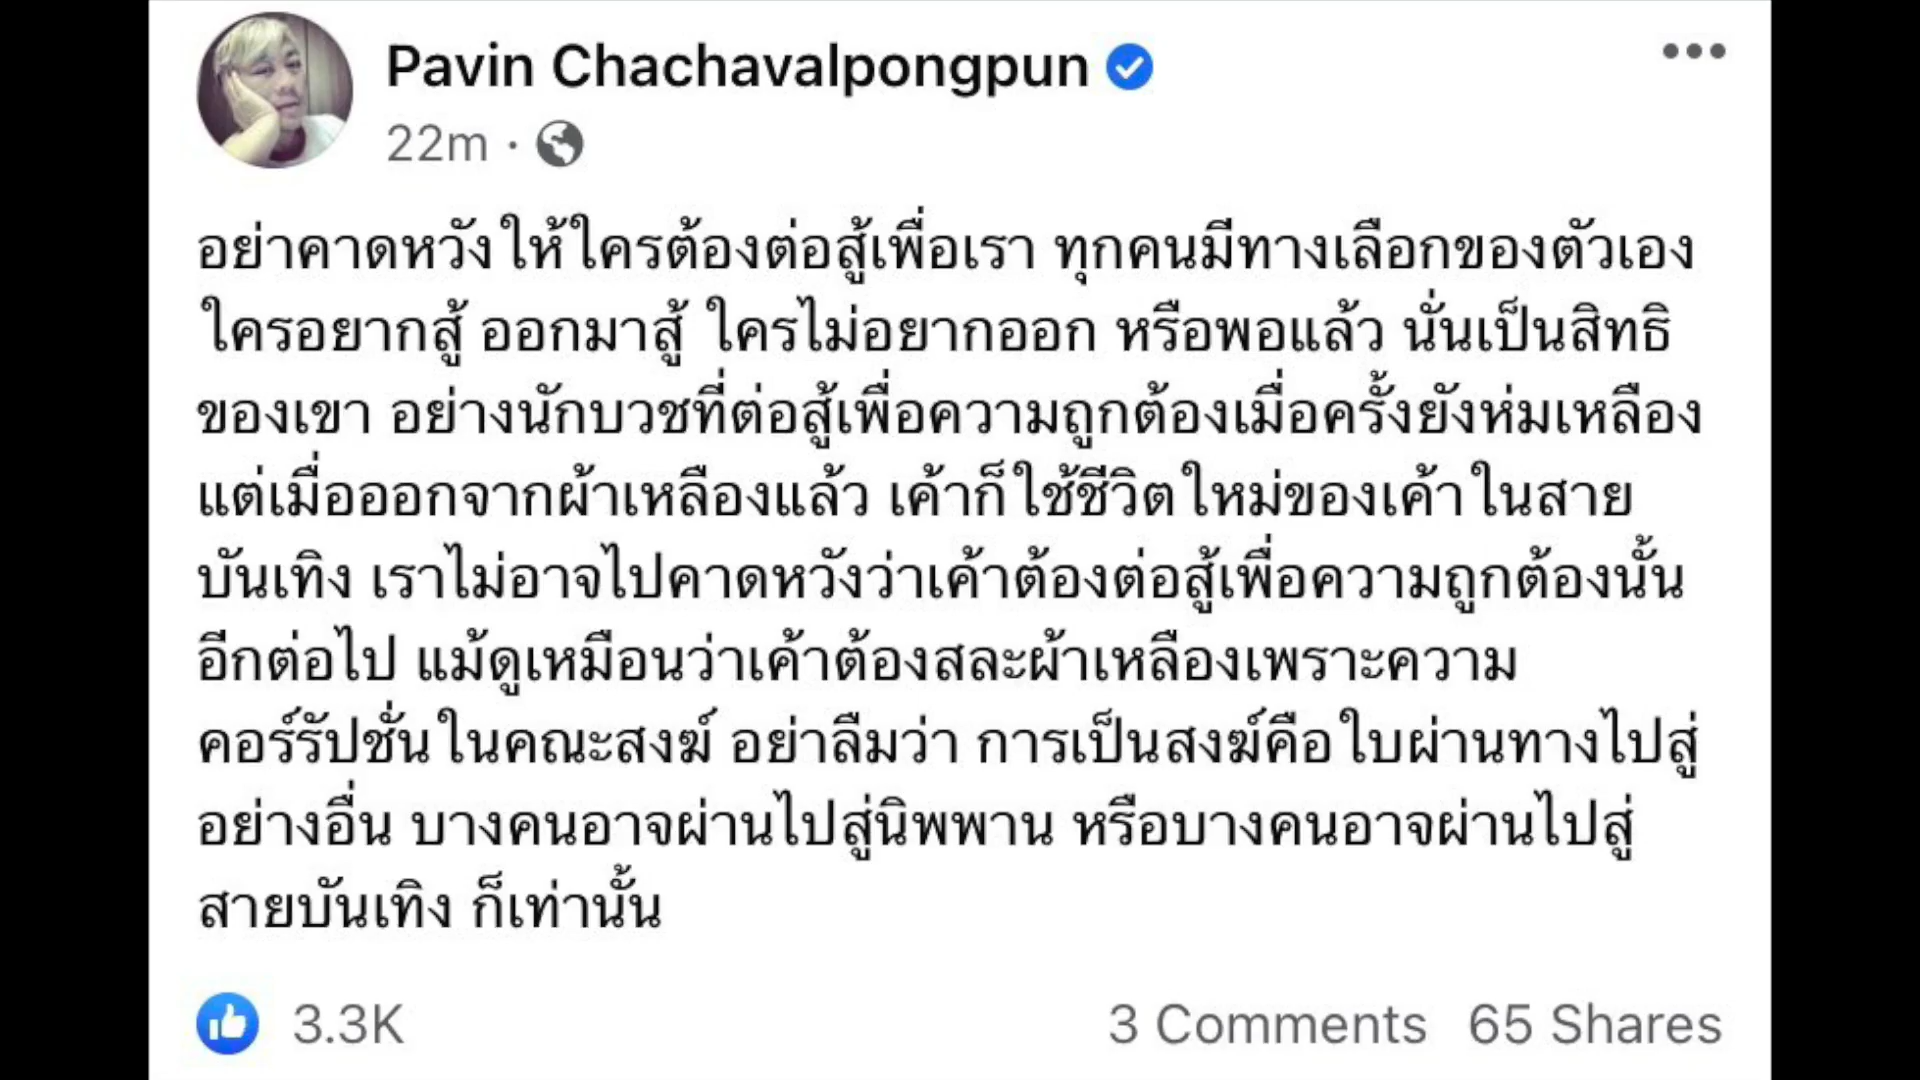 Pavin Chachavalpongpun
22m ·
อย่าคาดหวังให้ใครต้องต่อสู้เพื่อเรา ทุกคนมีทางเลือกของตัวเอง
ใครอยากสู้ ออกมาสู้ ใครไม่อยากออก หรือพอแล้ว นั่นเป็นสิทธิ
ของเขา อย่างนักบวชที่ต่อสู้เพื่อความถูกต้องเมื่อครั้งยังห่มเหลือง
แต่เมื่อออกจากผ้าเหลืองแล้ว เค้าก็ใช้ชีวิตใหม่ของเค้าในสาย
บันเทิง เราไม่อาจไปคาดหวังว่าเค้าต้องต่อสู้เพื่อความถูกต้องนั้น
อีกต่อไป แม้ดูเหมือนว่าเค้าต้องสละผ้าเหลืองเพราะความ
คอร์รัปชั่นในคณะสงฆ์ อย่าลืมว่า การเป็นสงฆ์คือใบผ่านทางไปสู่
อย่างอื่น บางคนอาจผ่านไปสู่นิพพาน หรือบางคนอาจผ่านไปสู่
สายบันเทิง ก็เท่านั้น
3.3K 3 Comments 65 Shares